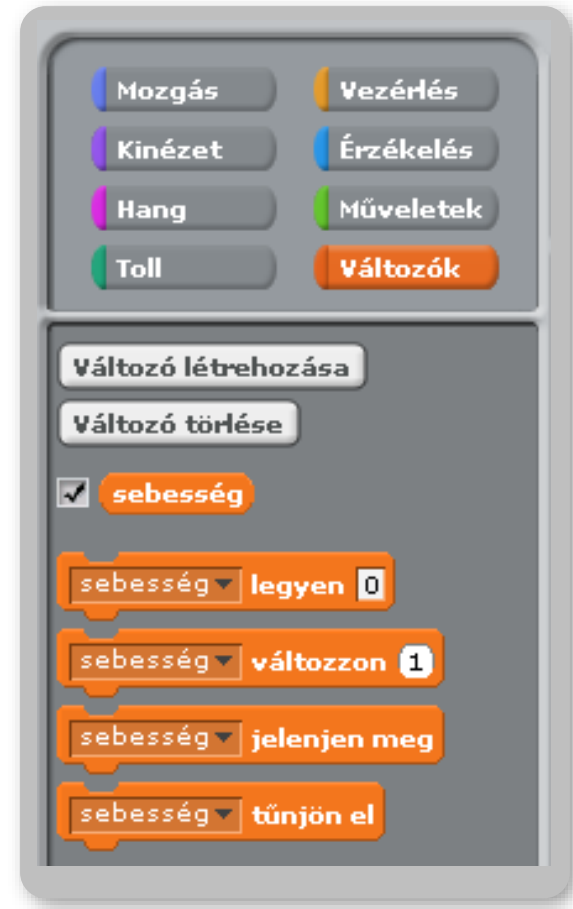 Mozgás Vezérlés
Kinézet Érzékelés
Hang Műveletek
Toll Változók
Változó létrehozása
Változó törlése
sebesség
sebesség legyen 0
sebesség változzon 1
sebesség jelenjen meg
sebesség tűnjön el